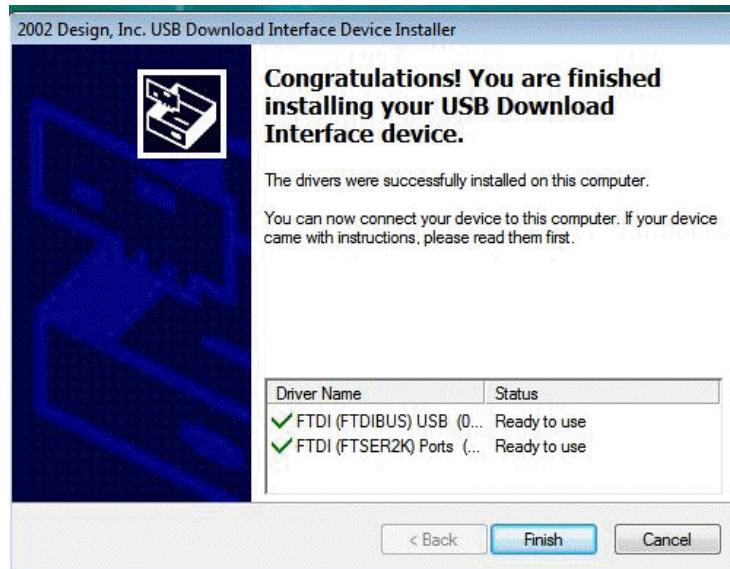 2002 Design, Inc. USB Download Interface Device Installer
Congratulations! You are finished
installing your USB Download
Interface device.
The drivers were successfully installed on this computer.
You can now connect your device to this computer. If your device
came with instructions, please read them first.
Driver Name Status
FTDI (FTDIBUS) USB (0... Ready to use
FTDI (FTSER2K) Ports (... Ready to use
< Back Finish Cancel